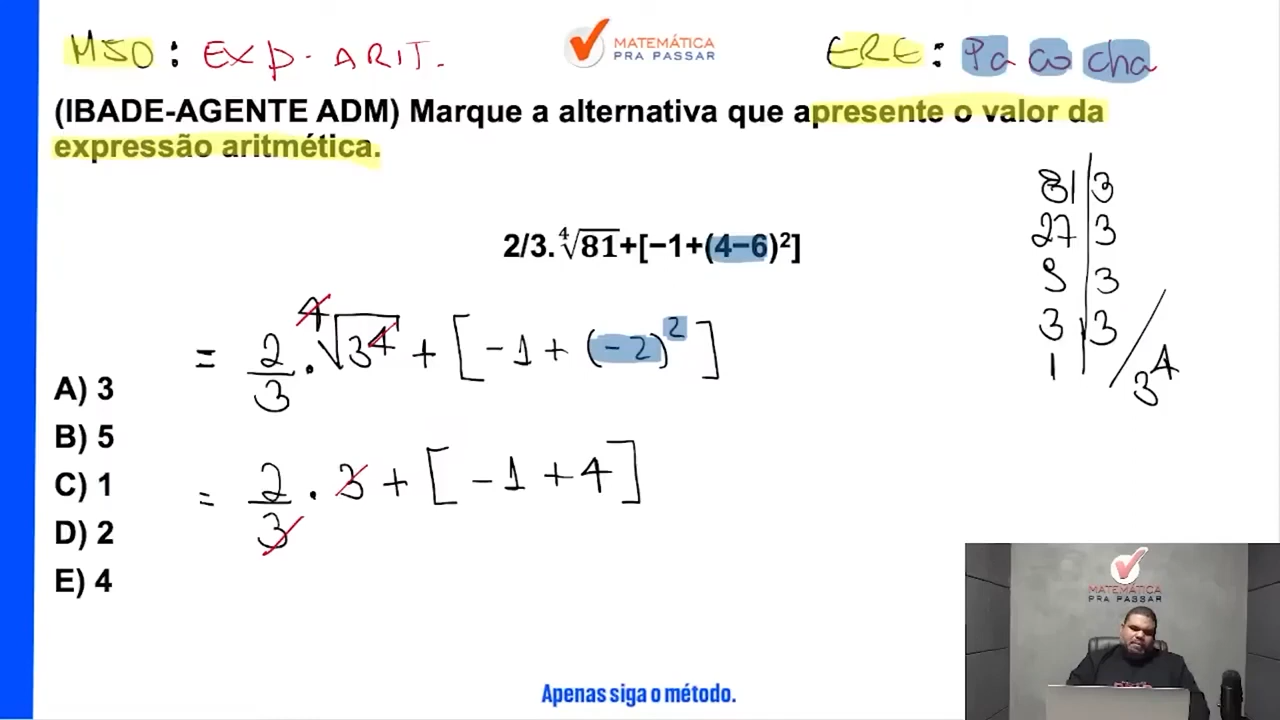 MSO: EXP. ARIT.
MATEMÁTICA
PRA PASSAR
ERE: Pa co cha
(IBADE-AGENTE ADM) Marque a alternativa que apresente o valor da
expressão aritmética.
2/3.⁴√81+[−1+(4−6)²]
81 | 3
27 | 3
9 | 3
3 | 3
1 / 3⁴
= 2/3 . ⁴√3⁴ + [-1 + (-2)²]
= 2/3 . 3 + [-1 + 4]
A) 3
B) 5
C) 1
D) 2
E) 4
MATEMÁTICA
PRA PASSAR
Apenas siga o método.